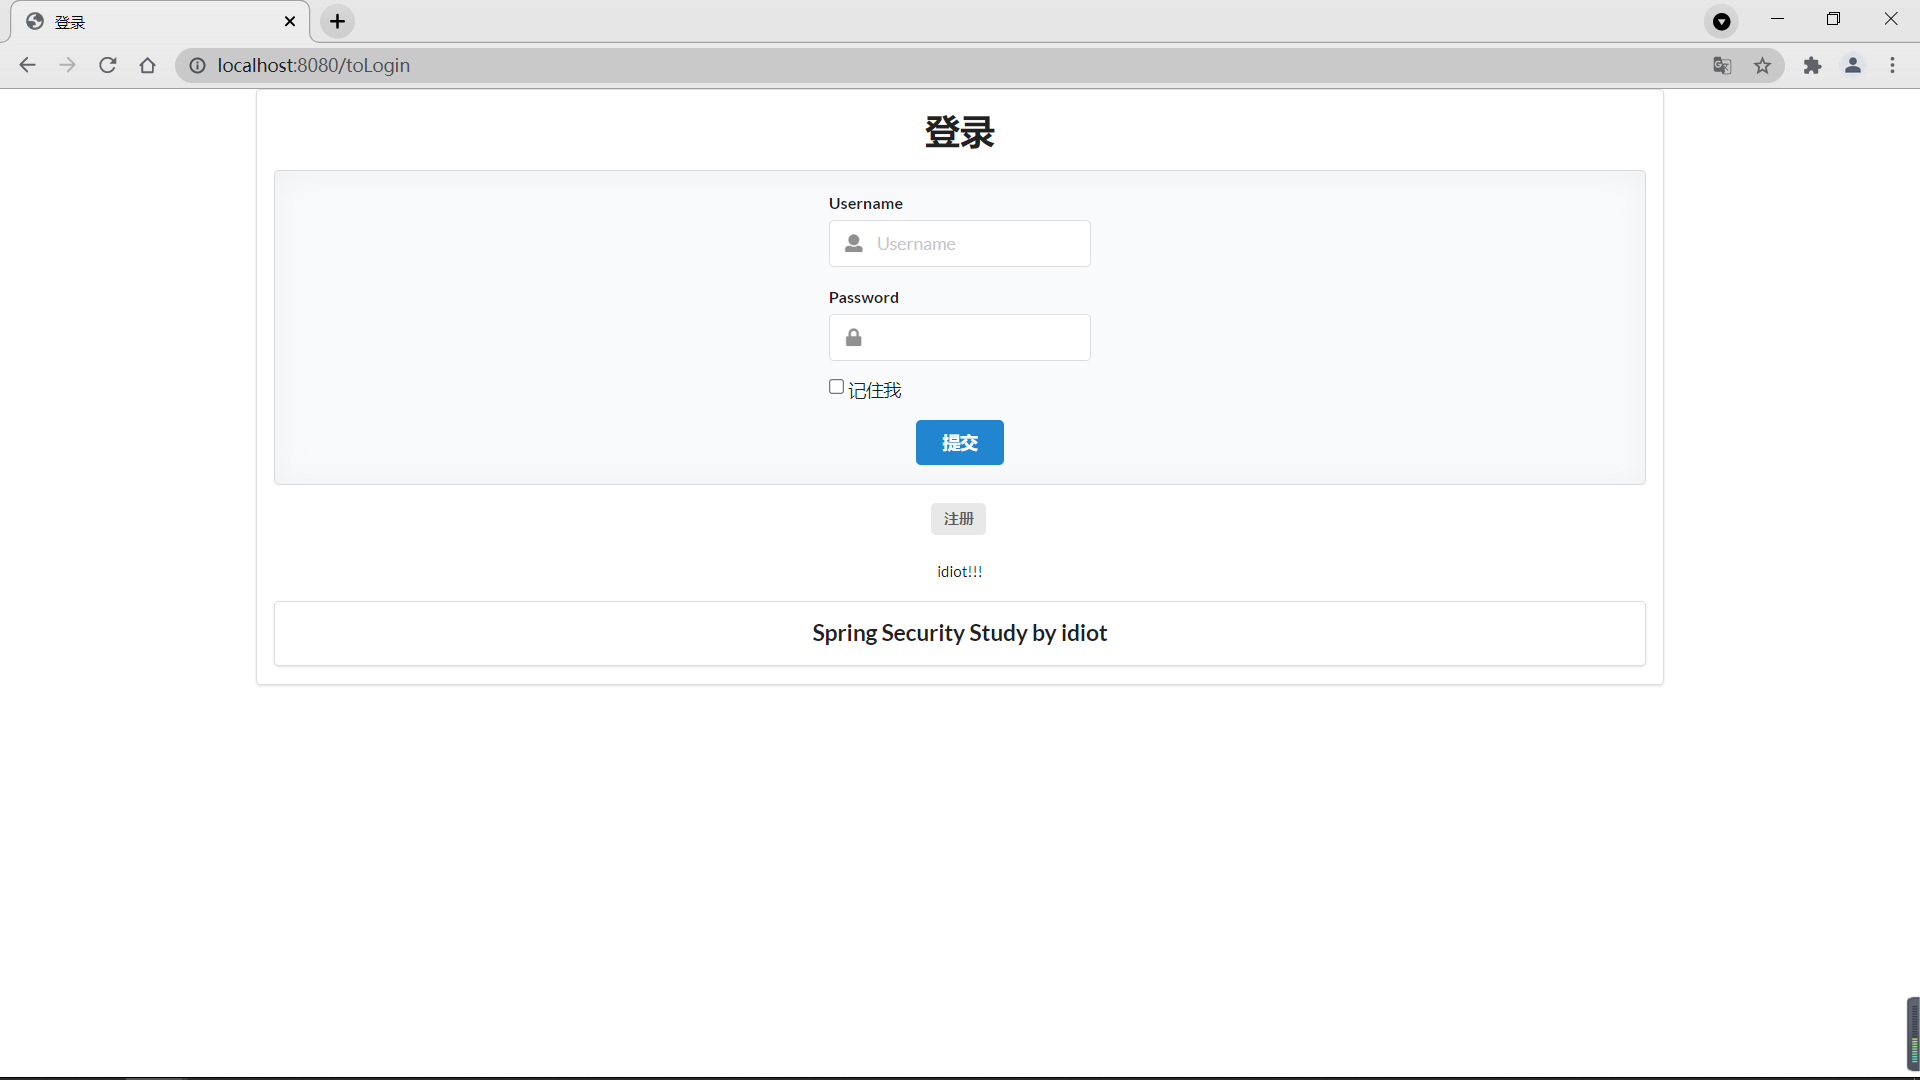 登录
localhost:8080/toLogin
登录
Username
Username
Password
记住我
提交
注册
idiot!!!
Spring Security Study by idiot